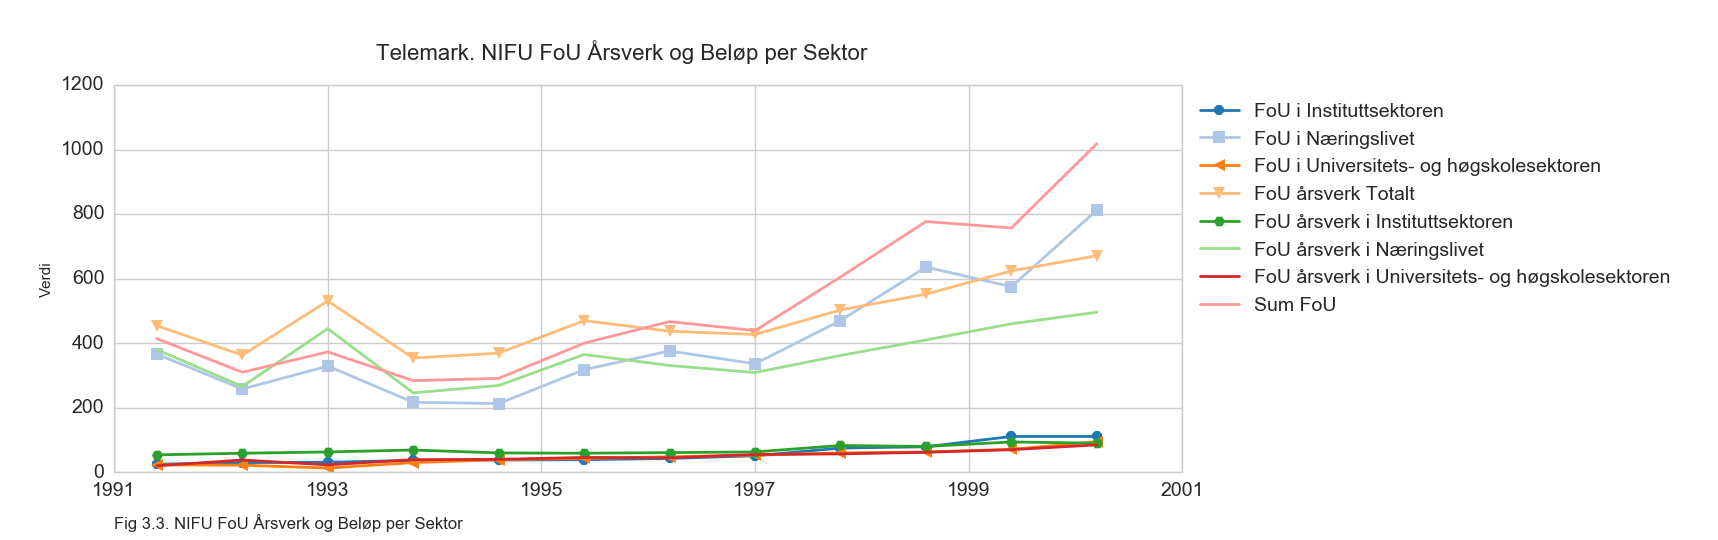 Telemark. NIFU FoU Årsverk og Beløp per Sektor
1200
1000
800
600
400
200
0
Verdi
1991
1993
1995
1997
1999
2001
FoU i Instituttsektoren
FoU i Næringslivet
FoU i Universitets- og høgskolesektoren
FoU årsverk Totalt
FoU årsverk i Instituttsektoren
FoU årsverk i Næringslivet
FoU årsverk i Universitets- og høgskolesektoren
Sum FoU
Fig 3.3. NIFU FoU Årsverk og Beløp per Sektor